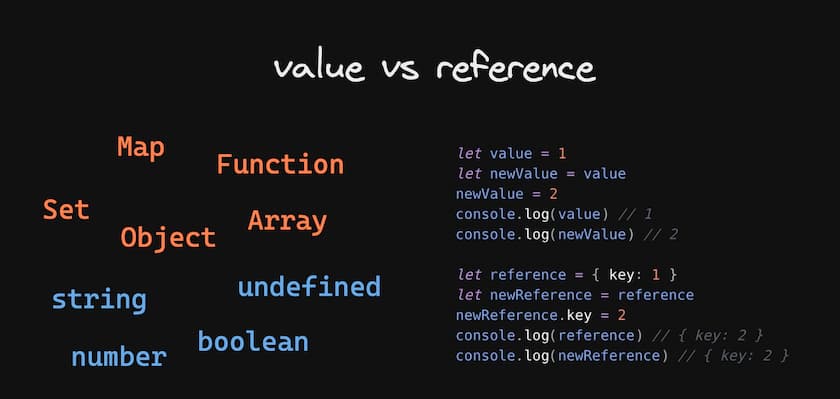 value vs reference
Map
Function
Set
Array
Object
undefined
string
boolean
number
let value = 1
let newValue = value
newValue = 2
console.log(value) // 1
console.log(newValue) // 2
let reference = { key: 1 }
let newReference = reference
newReference.key = 2
console.log(reference) // { key: 2 }
console.log(newReference) // { key: 2 }